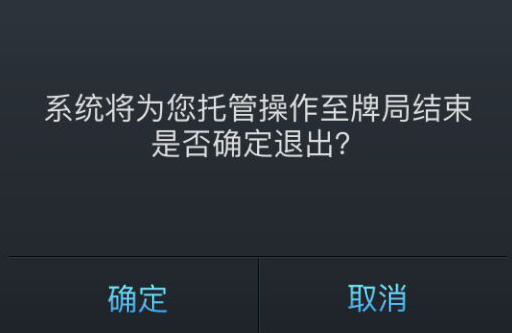 系统将为您托管操作至牌局结束
是否确定退出?
确定
取消